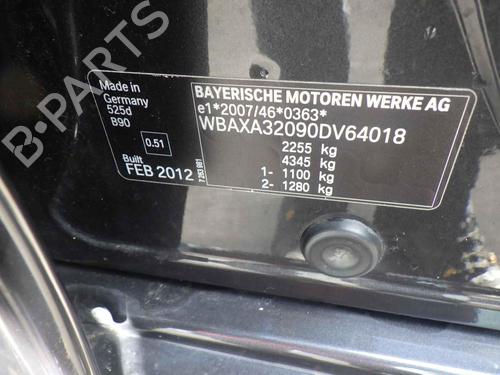 B-PARTS
Made in
Germany
525d
B90
0.51
Built
FEB 2012
BAYERISCHE MOTOREN WERKE AG
e1*2007/46*0363*
WBAXA32090DV64018
2255 kg
4345 kg
1- 1100 kg
2- 1280 kg